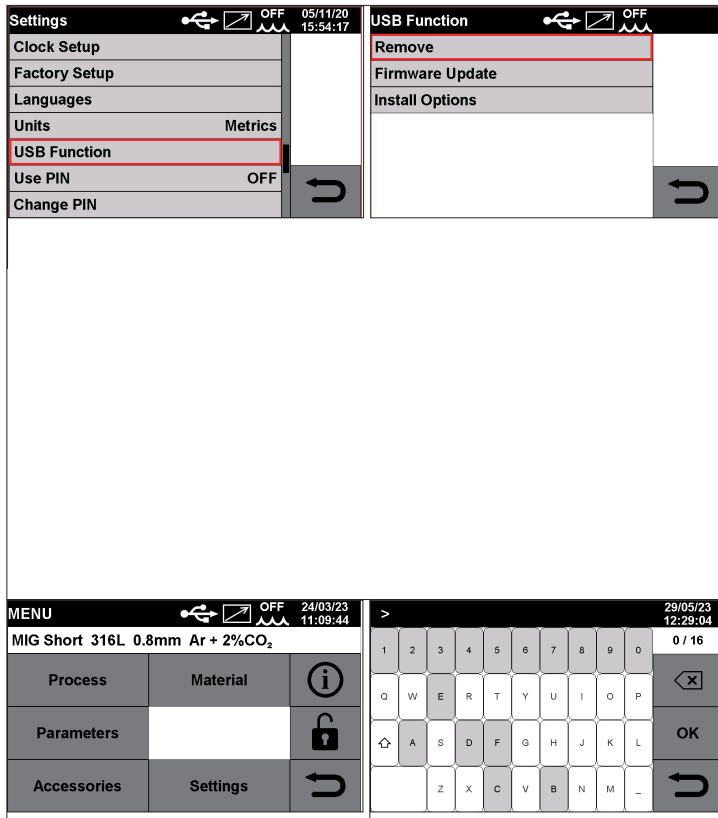 Settings OFF 05/11/20 15:54:17
Clock Setup
Factory Setup
Languages
Units Metrics
USB Function
Use PIN OFF
Change PIN
USB Function OFF
Remove
Firmware Update
Install Options
MENU OFF 24/03/23 11:09:44
MIG Short 316L 0.8mm Ar + 2%CO₂
Process Material i
Parameters
Accessories Settings
> 29/05/23 12:29:04
0 / 16
1 2 3 4 5 6 7 8 9 0
Q W E R T Y U I O P
A S D F G H J K L OK
Z X C V B N M _